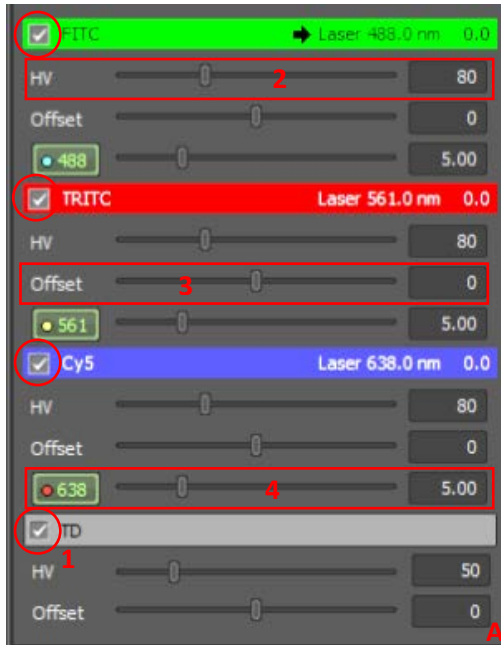 FITC Laser 488.0 nm 0.0
HV 2 80
Offset 0
488 5.00
TRITC Laser 561.0 nm 0.0
HV 80
Offset 3 0
561 5.00
Cy5 Laser 638.0 nm 0.0
HV 80
Offset 0
638 4 5.00
TD
1
HV 50
Offset 0
A